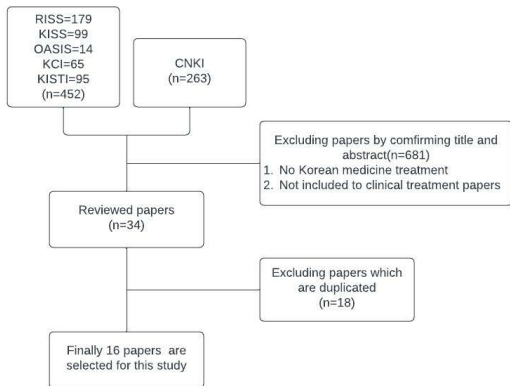 RISS=179
KISS=99
OASIS=14
KCI=65
KISTI=95
(n=452)
CNKI
(n=263)
Excluding papers by comfirming title and
abstract(n=681)
1. No Korean medicine treatment
2. Not included to clinical treatment papers
Reviewed papers
(n=34)
Excluding papers which
are duplicated
(n=18)
Finally 16 papers are
selected for this study